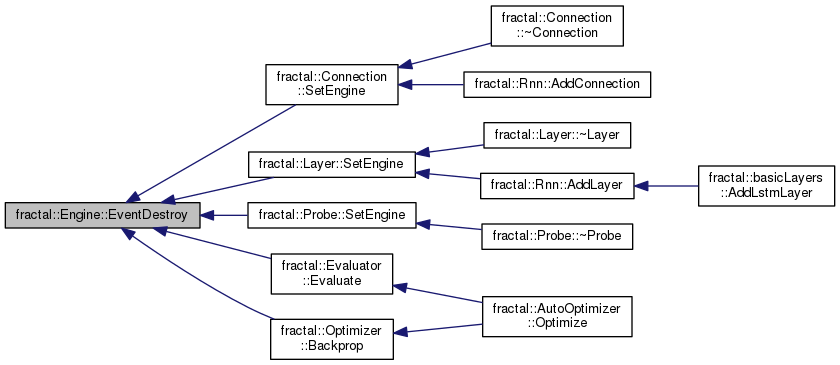 fractal::Connection
::~Connection
fractal::Connection
::SetEngine
fractal::Rnn::AddConnection
fractal::Layer::~Layer
fractal::Layer::SetEngine
fractal::Rnn::AddLayer
fractal::basicLayers
::AddLstmLayer
fractal::Engine::EventDestroy
fractal::Probe::SetEngine
fractal::Probe::~Probe
fractal::Evaluator
::Evaluate
fractal::AutoOptimizer
::Optimize
fractal::Optimizer
::Backprop